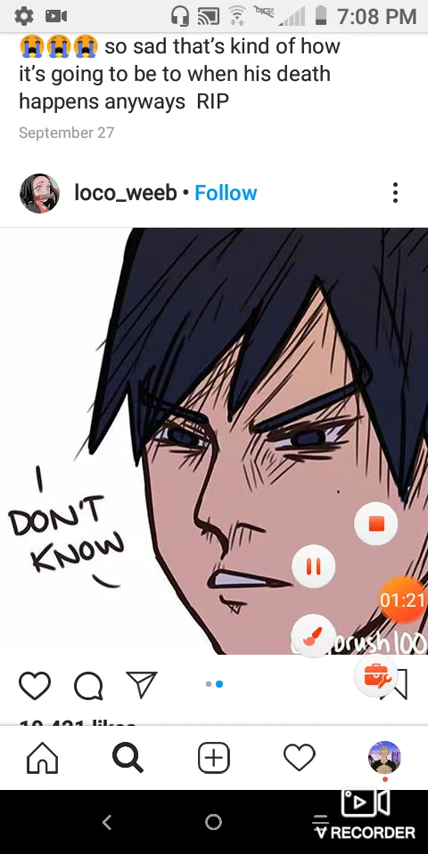 7:08 PM
😭😭😭 so sad that's kind of how
it's going to be to when his death
happens anyways RIP
September 27
loco_weeb • Follow
I
DON'T
KNOW
01:21
RECORDER